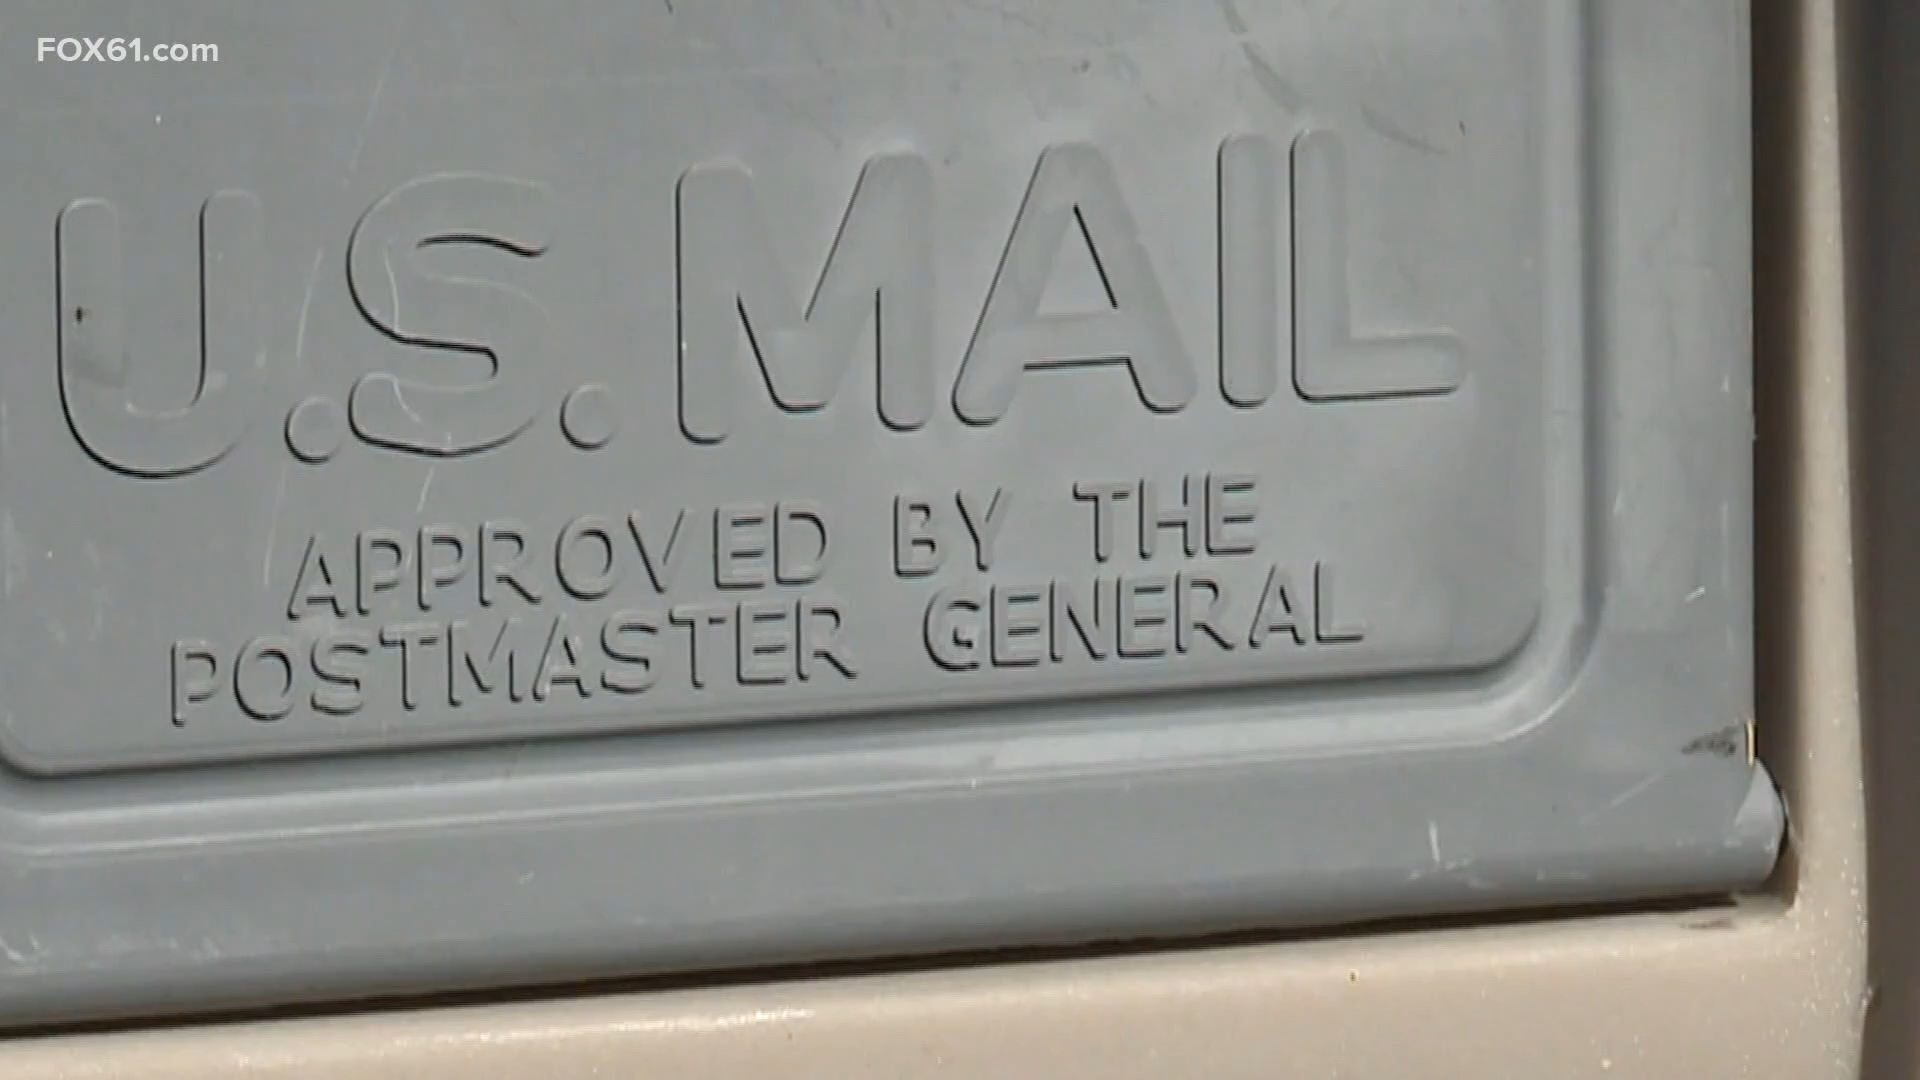 FOX61.com
U.S. MAIL
APPROVED BY THE
POSTMASTER GENERAL